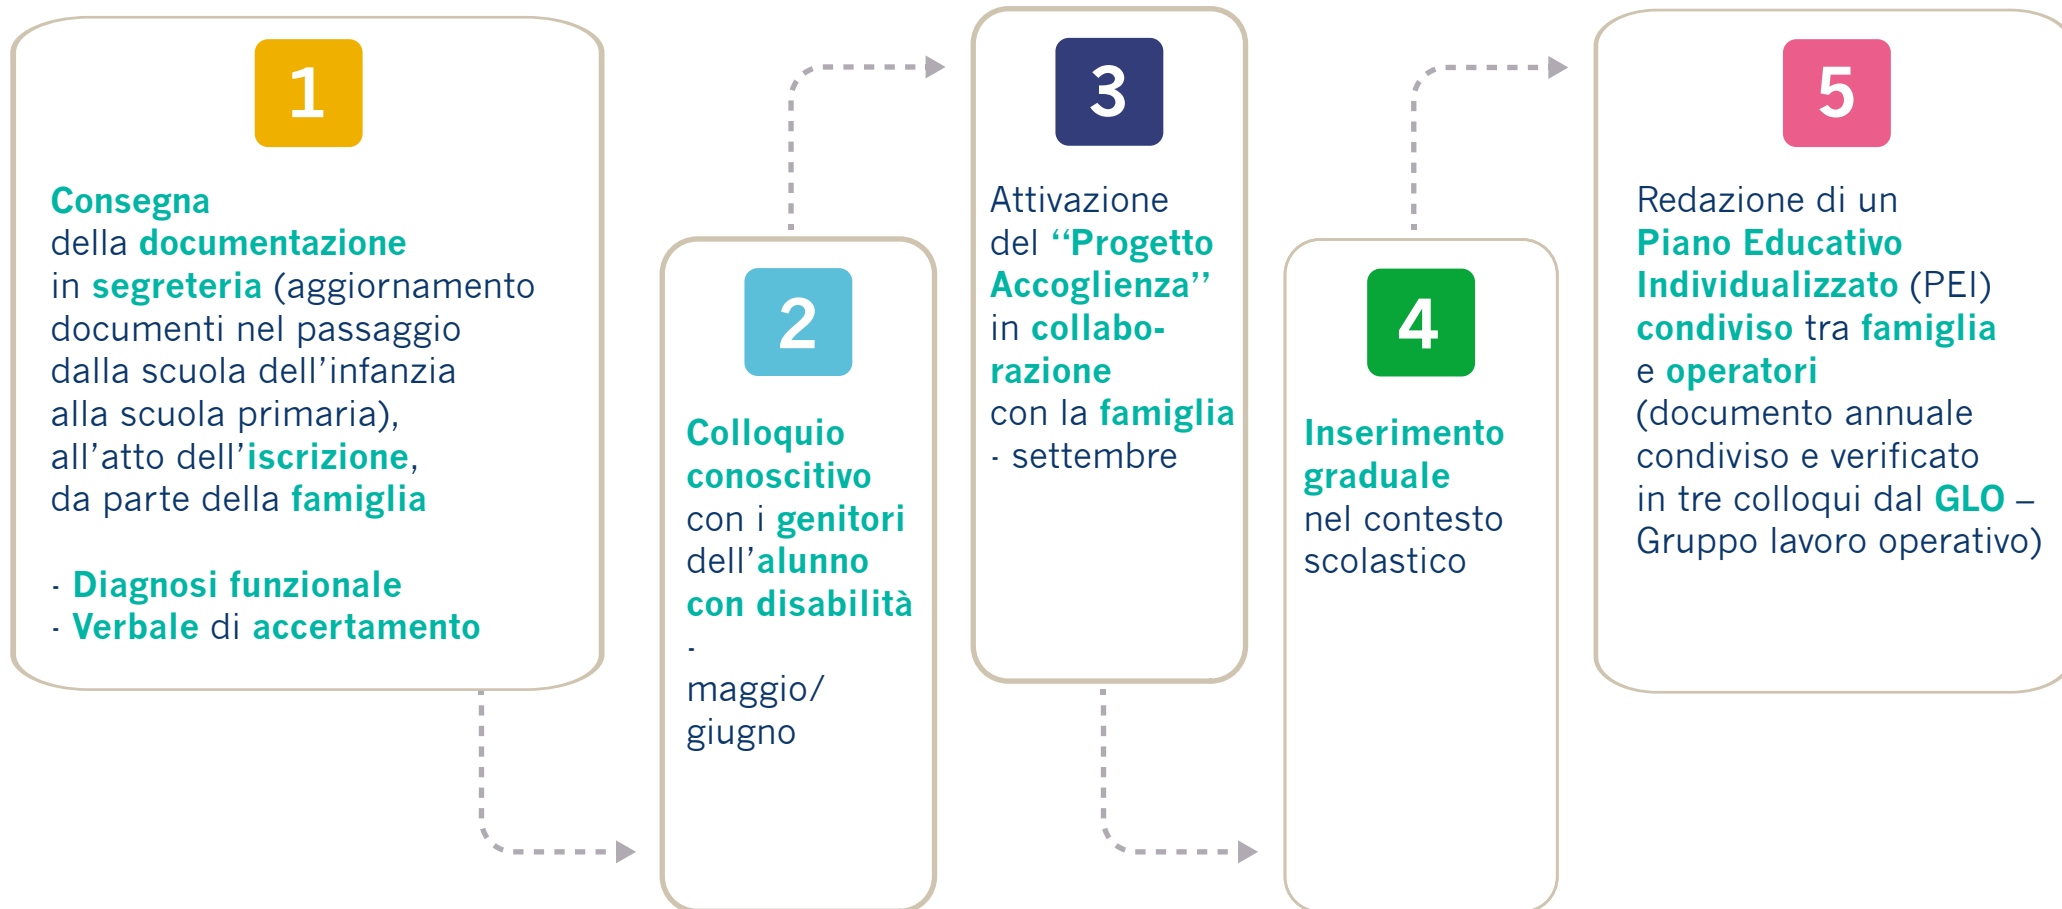 1
Consegna
della documentazione
in segreteria (aggiornamento
documenti nel passaggio
dalla scuola dell’infanzia
alla scuola primaria),
all’atto dell’iscrizione,
da parte della famiglia
- Diagnosi funzionale
- Verbale di accertamento
2
Colloquio
conoscitivo
con i genitori
dell’alunno
con disabilità
-
maggio/
giugno
3
Attivazione
del ‘‘Progetto
Accoglienza’’
in collabo-
razione
con la famiglia
- settembre
4
Inserimento
graduale
nel contesto
scolastico
5
Redazione di un
Piano Educativo
Individualizzato (PEI)
condiviso tra famiglia
e operatori
(documento annuale
condiviso e verificato
in tre colloqui dal GLO –
Gruppo lavoro operativo)